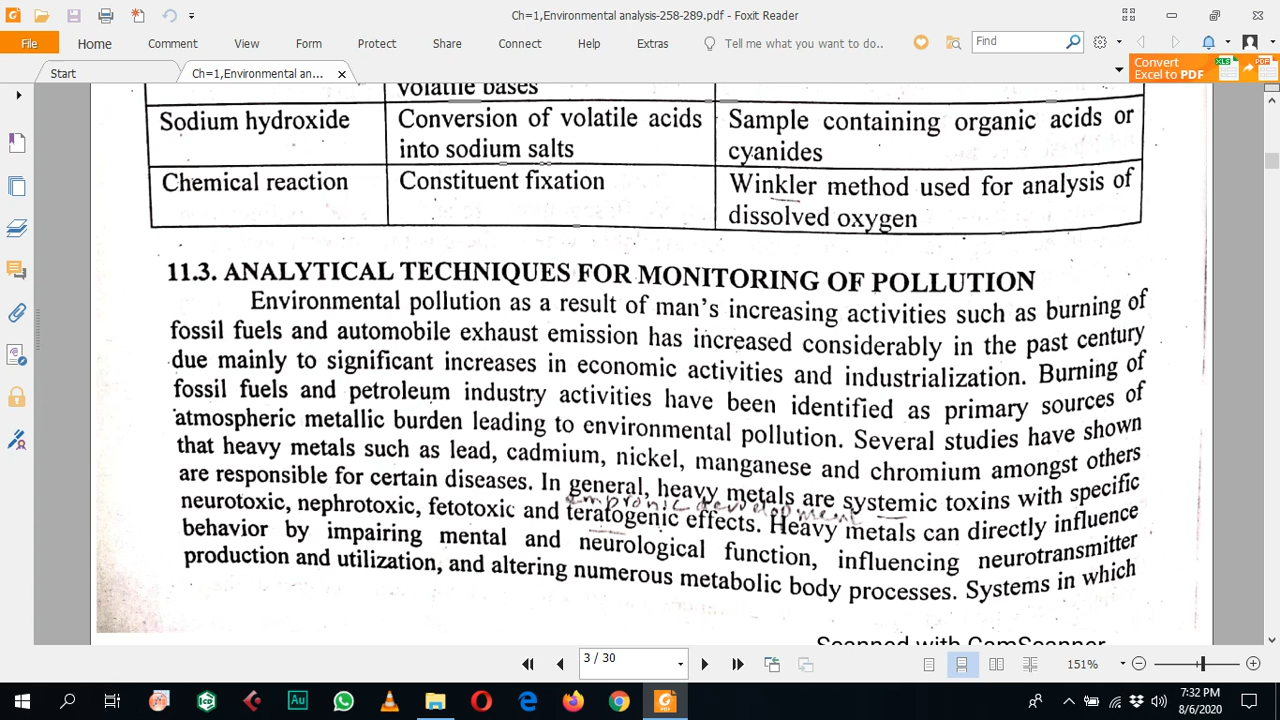 Ch=1,Environmental analysis-258-289.pdf - Foxit Reader
File Home Comment View Form Protect Share Connect Help Extras Tell me what you want to do.. Find
Start Ch=1,Environmental an... Convert
Excel to PDF
volatile bases
Sodium hydroxide Conversion of volatile acids Sample containing organic acids or
into sodium salts cyanides
Chemical reaction Constituent fixation Winkler method used for analysis of
dissolved oxygen
11.3. ANALYTICAL TECHNIQUES FOR MONITORING OF POLLUTION
Environmental pollution as a result of man's increasing activities such as burning of
fossil fuels and automobile exhaust emission has increased considerably in the past century
due mainly to significant increases in economic activities and industrialization. Burning of
fossil fuels and petroleum industry activities have been identified as primary sources of
atmospheric metallic burden leading to environmental pollution. Several studies have shown
that heavy metals such as lead, cadmium, nickel, manganese and chromium amongst others
are responsible for certain diseases. In general, heavy metals are systemic toxins with specific
neurotoxic, nephrotoxic, fetotoxic and teratogenic effects. Heavy metals can directly influence
behavior by impairing mental and neurological function, influencing neurotransmitter
production and utilization, and altering numerous metabolic body processes. Systems in which
Scanned with CamScanner
3 / 30 151%
7:32 PM
8/6/2020